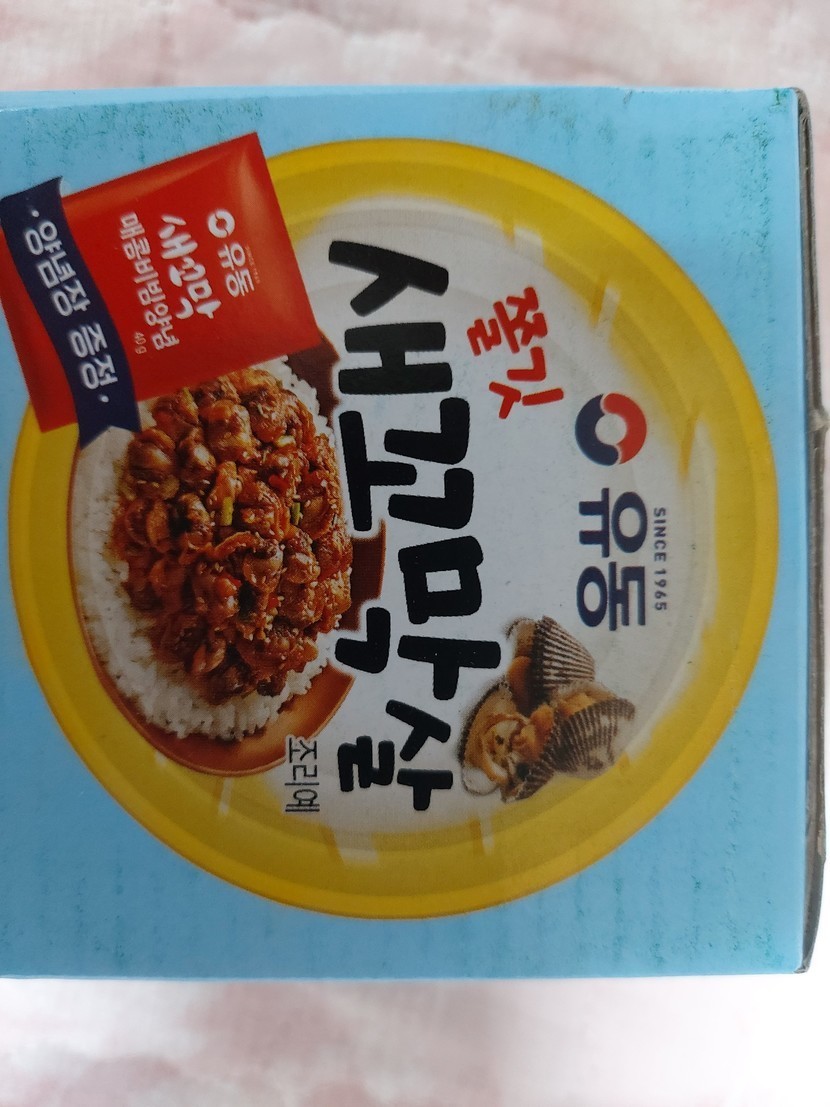 SINCE 1965
유동
쫄깃
새꼬막살
조리예
유동
새꼬막
매콤비빔양념
40g
·양념장 증정·